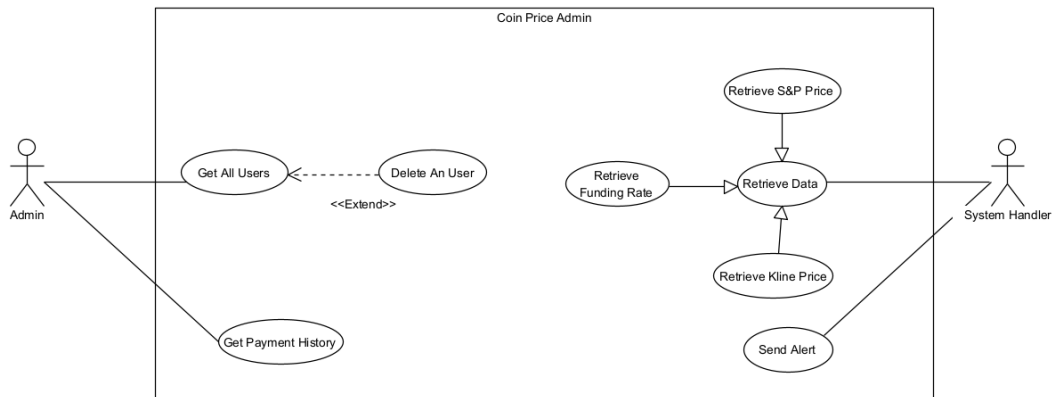 Coin Price Admin
Retrieve S&P Price
Get All Users
Delete An User
Retrieve
Funding Rate
Retrieve Data
<<Extend>>
Admin
System Handler
Retrieve Kline Price
Get Payment History
Send Alert